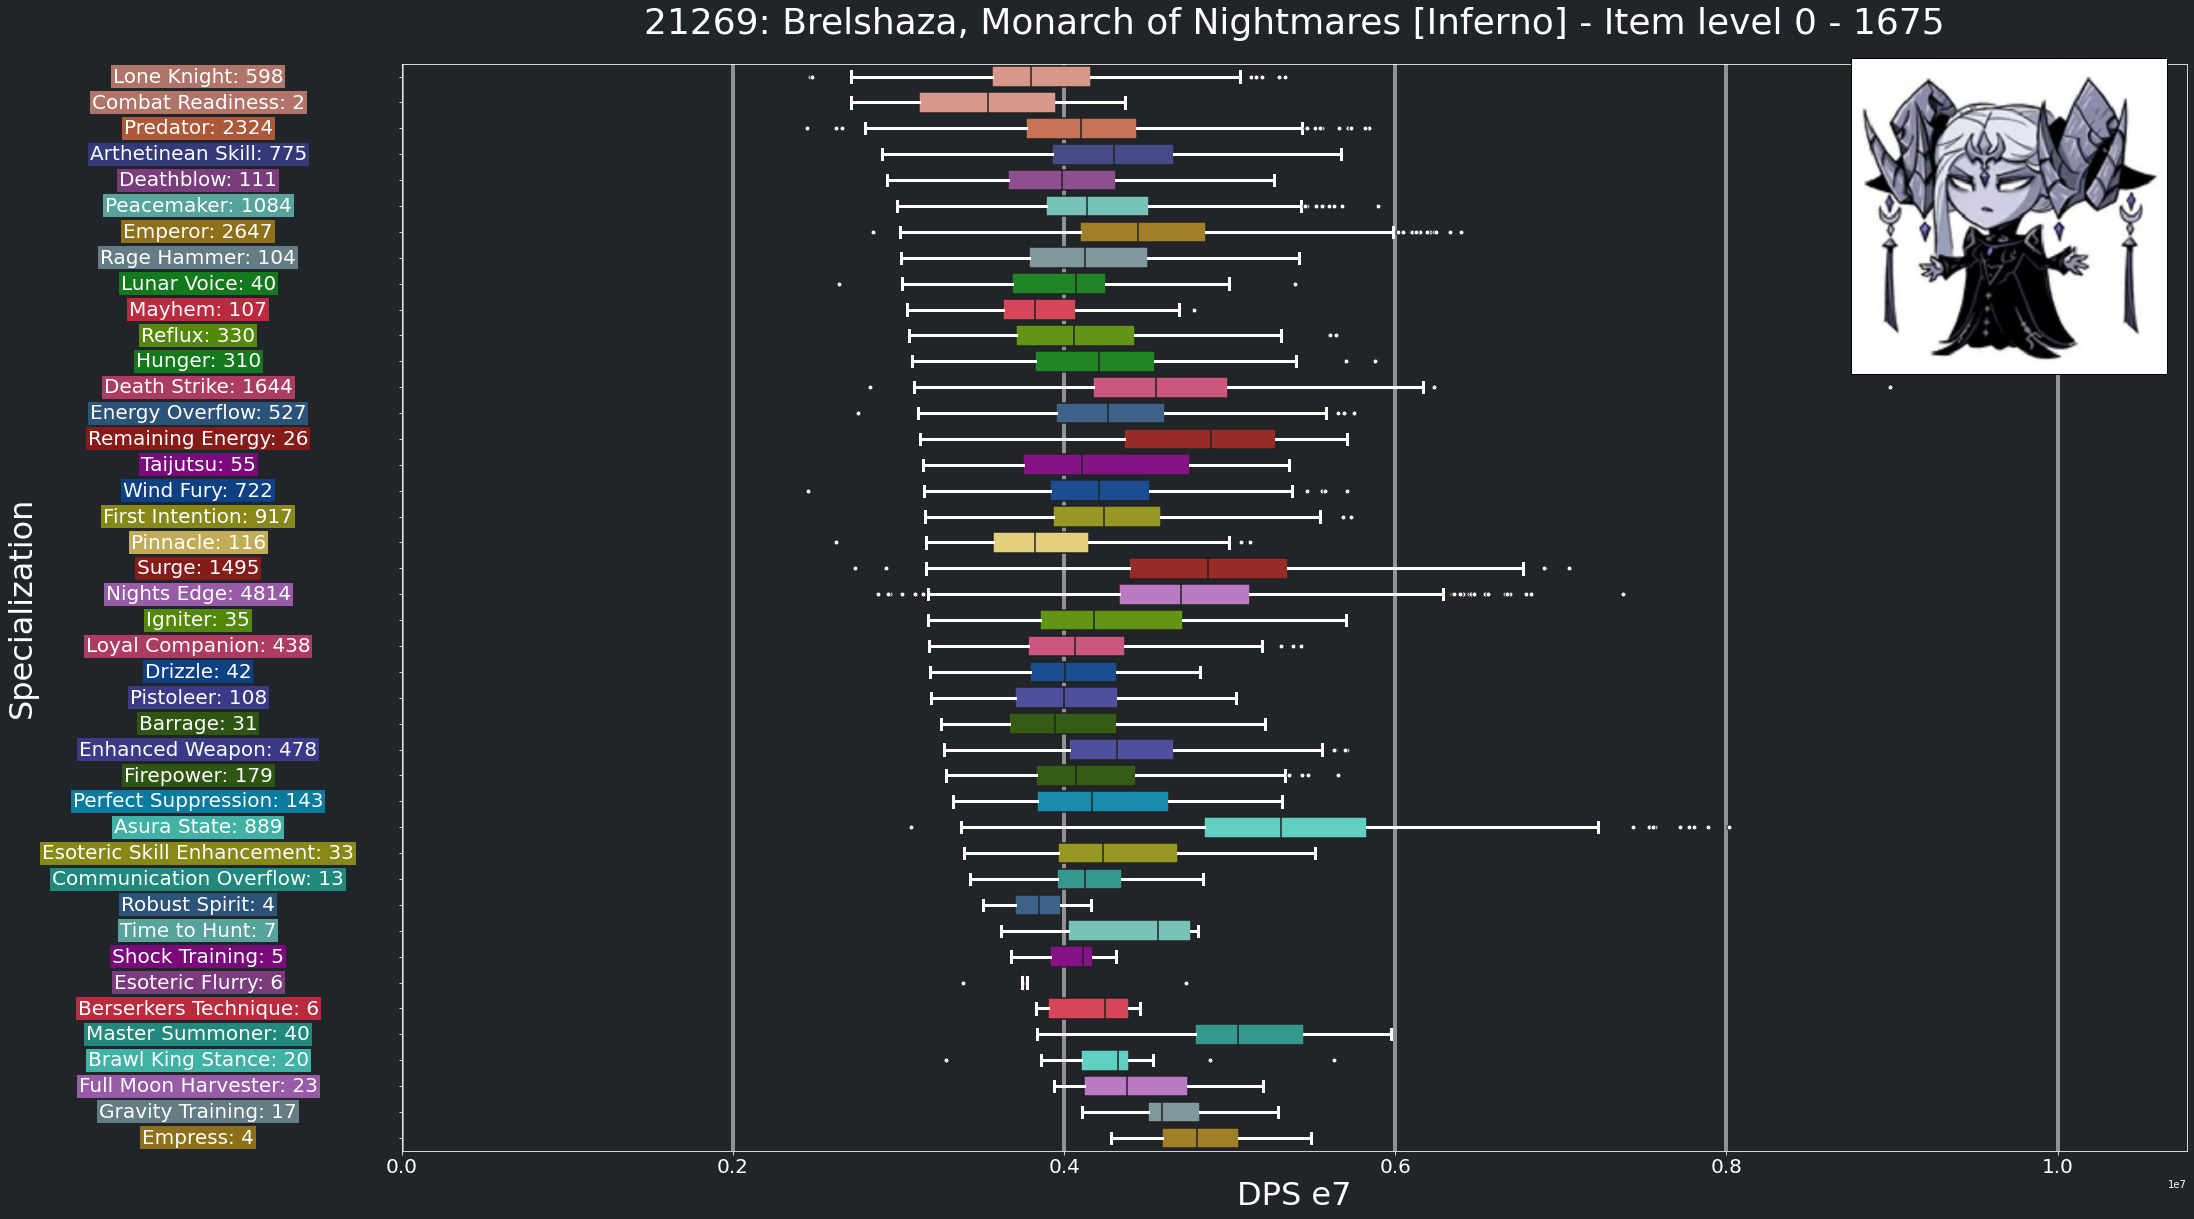 21269: Brelshaza, Monarch of Nightmares [Inferno] - Item level 0 - 1675
Specialization
Lone Knight: 598
Combat Readiness: 2
Predator: 2324
Arthetinean Skill: 775
Deathblow: 111
Peacemaker: 1084
Emperor: 2647
Rage Hammer: 104
Lunar Voice: 40
Mayhem: 107
Reflux: 330
Hunger: 310
Death Strike: 1644
Energy Overflow: 527
Remaining Energy: 26
Taijutsu: 55
Wind Fury: 722
First Intention: 917
Pinnacle: 116
Surge: 1495
Nights Edge: 4814
Igniter: 35
Loyal Companion: 438
Drizzle: 42
Pistoleer: 108
Barrage: 31
Enhanced Weapon: 478
Firepower: 179
Perfect Suppression: 143
Asura State: 889
Esoteric Skill Enhancement: 33
Communication Overflow: 13
Robust Spirit: 4
Time to Hunt: 7
Shock Training: 5
Esoteric Flurry: 6
Berserkers Technique: 6
Master Summoner: 40
Brawl King Stance: 20
Full Moon Harvester: 23
Gravity Training: 17
Empress: 4
0.0 0.2 0.4 0.6 0.8 1.0
1e7
DPS e7